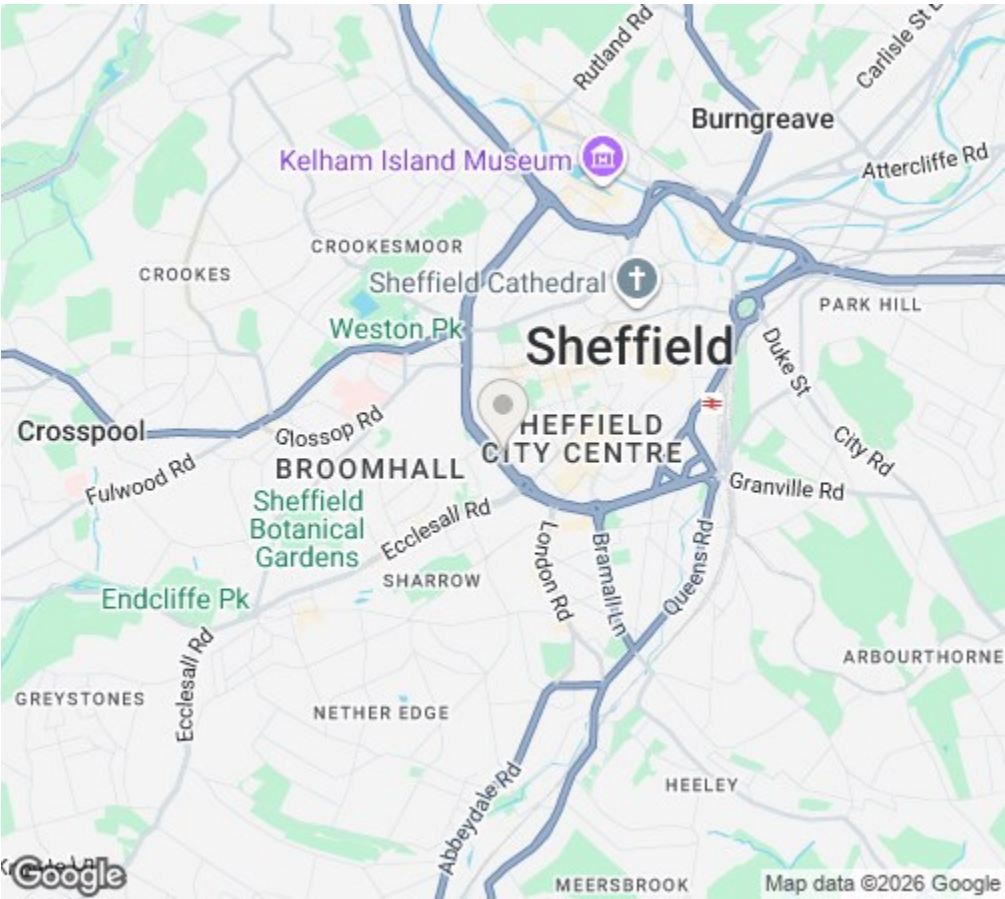 Rutland Rd
Carlisle St
Burngreave
Kelham Island Museum
Attercliffe Rd
CROOKESMOOR
CROOKES
Sheffield Cathedral
PARK HILL
Weston Pk
Sheffield
Duke St
Crosspool
Glossop Rd
HEFFIELD
CITY CENTRE
City Rd
Fulwood Rd
BROOMHALL
Granville Rd
Sheffield
Botanical
Gardens
Ecclesall Rd
London Rd
Bramall Ln
Queens Rd
SHARROW
Endcliffe Pk
Ecclesall Rd
ARBOURTHORNE
GREYSTONES
NETHER EDGE
HEELEY
Abbeydale Rd
Google
MEERSBROOK
Map data ©2026 Google